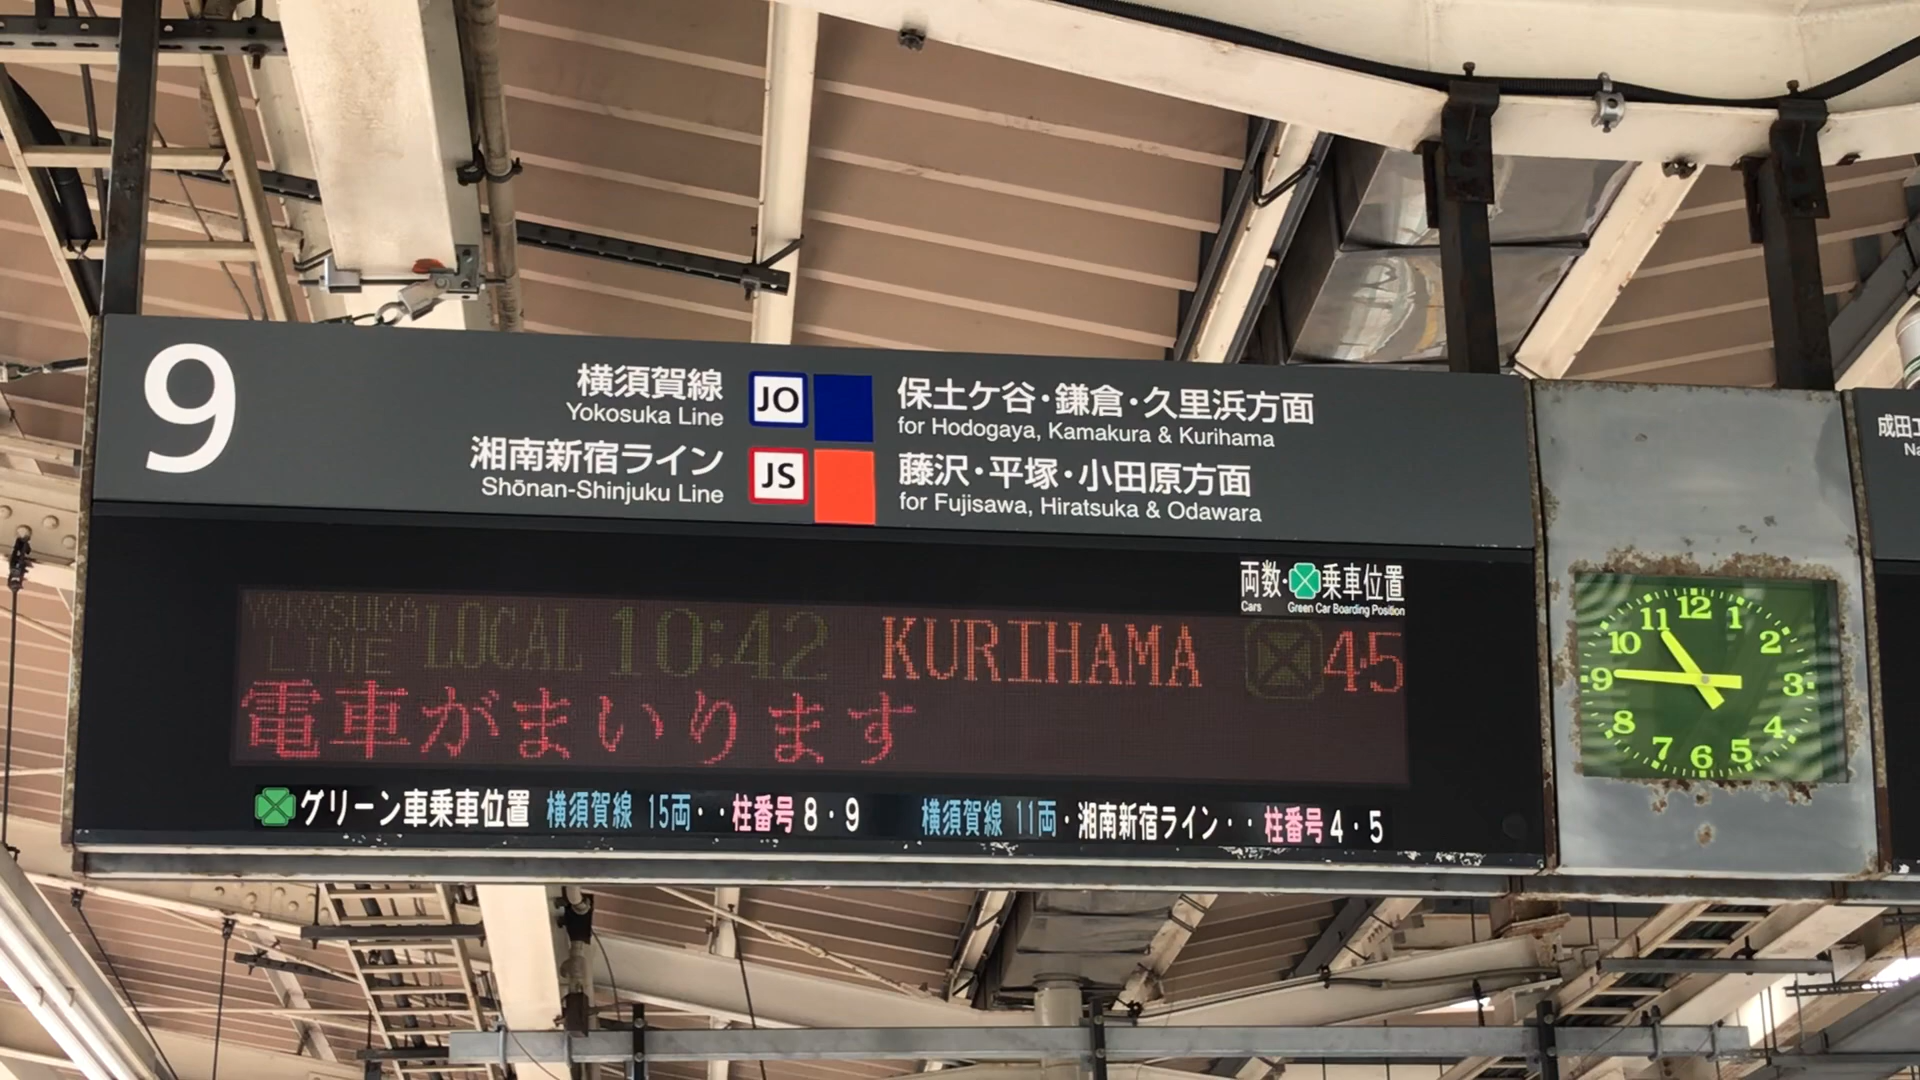 9
横須賀線 JO 保土ケ谷・鎌倉・久里浜方面
Yokosuka Line for Hodogaya, Kamakura & Kurihama
湘南新宿ライン JS 藤沢・平塚・小田原方面
Shōnan-Shinjuku Line for Fujisawa, Hiratsuka & Odawara
両数・乗車位置
Cars Green Car Boarding Position
YOKOSUKA LINE LOCAL 10:42 KURIHAMA 4・5
電車がまいります
グリーン車乗車位置 横須賀線 15両・・柱番号 8・9 横須賀線 11両・湘南新宿ライン・・柱番号 4・5
12 1 2 3 4 5 6 7 8 9 10 11
成田